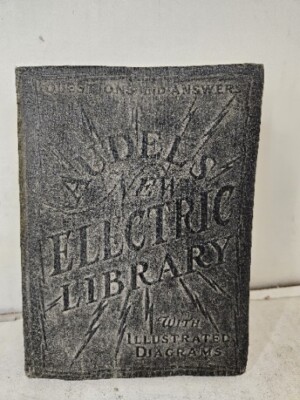 QUESTIONS AND ANSWERS
AUDELS
NEW
ELECTRIC
LIBRARY
WITH
ILLUSTRATED
DIAGRAMS